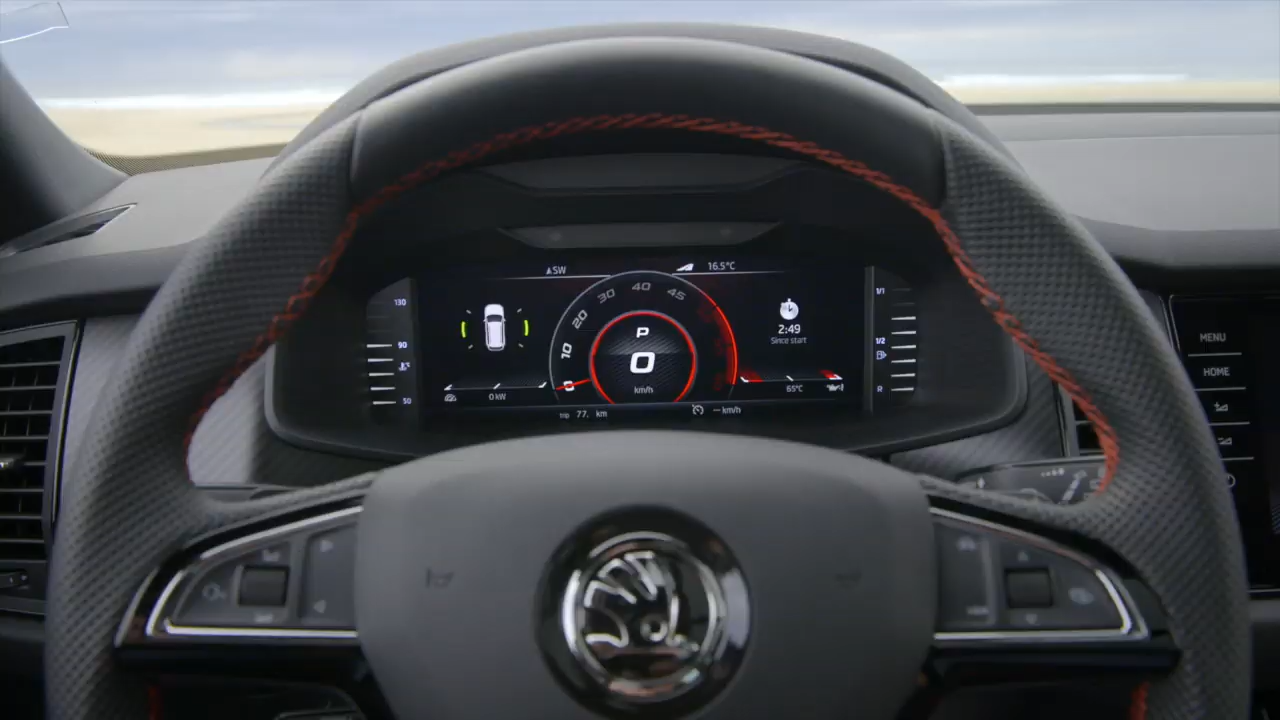 SW
16.5°C
130
90
50
10
20
30
40
45
P
0
km/h
2:49
Since start
0 kW
65°C
77. km
-- km/h
1/1
1/2
R
MENU
HOME